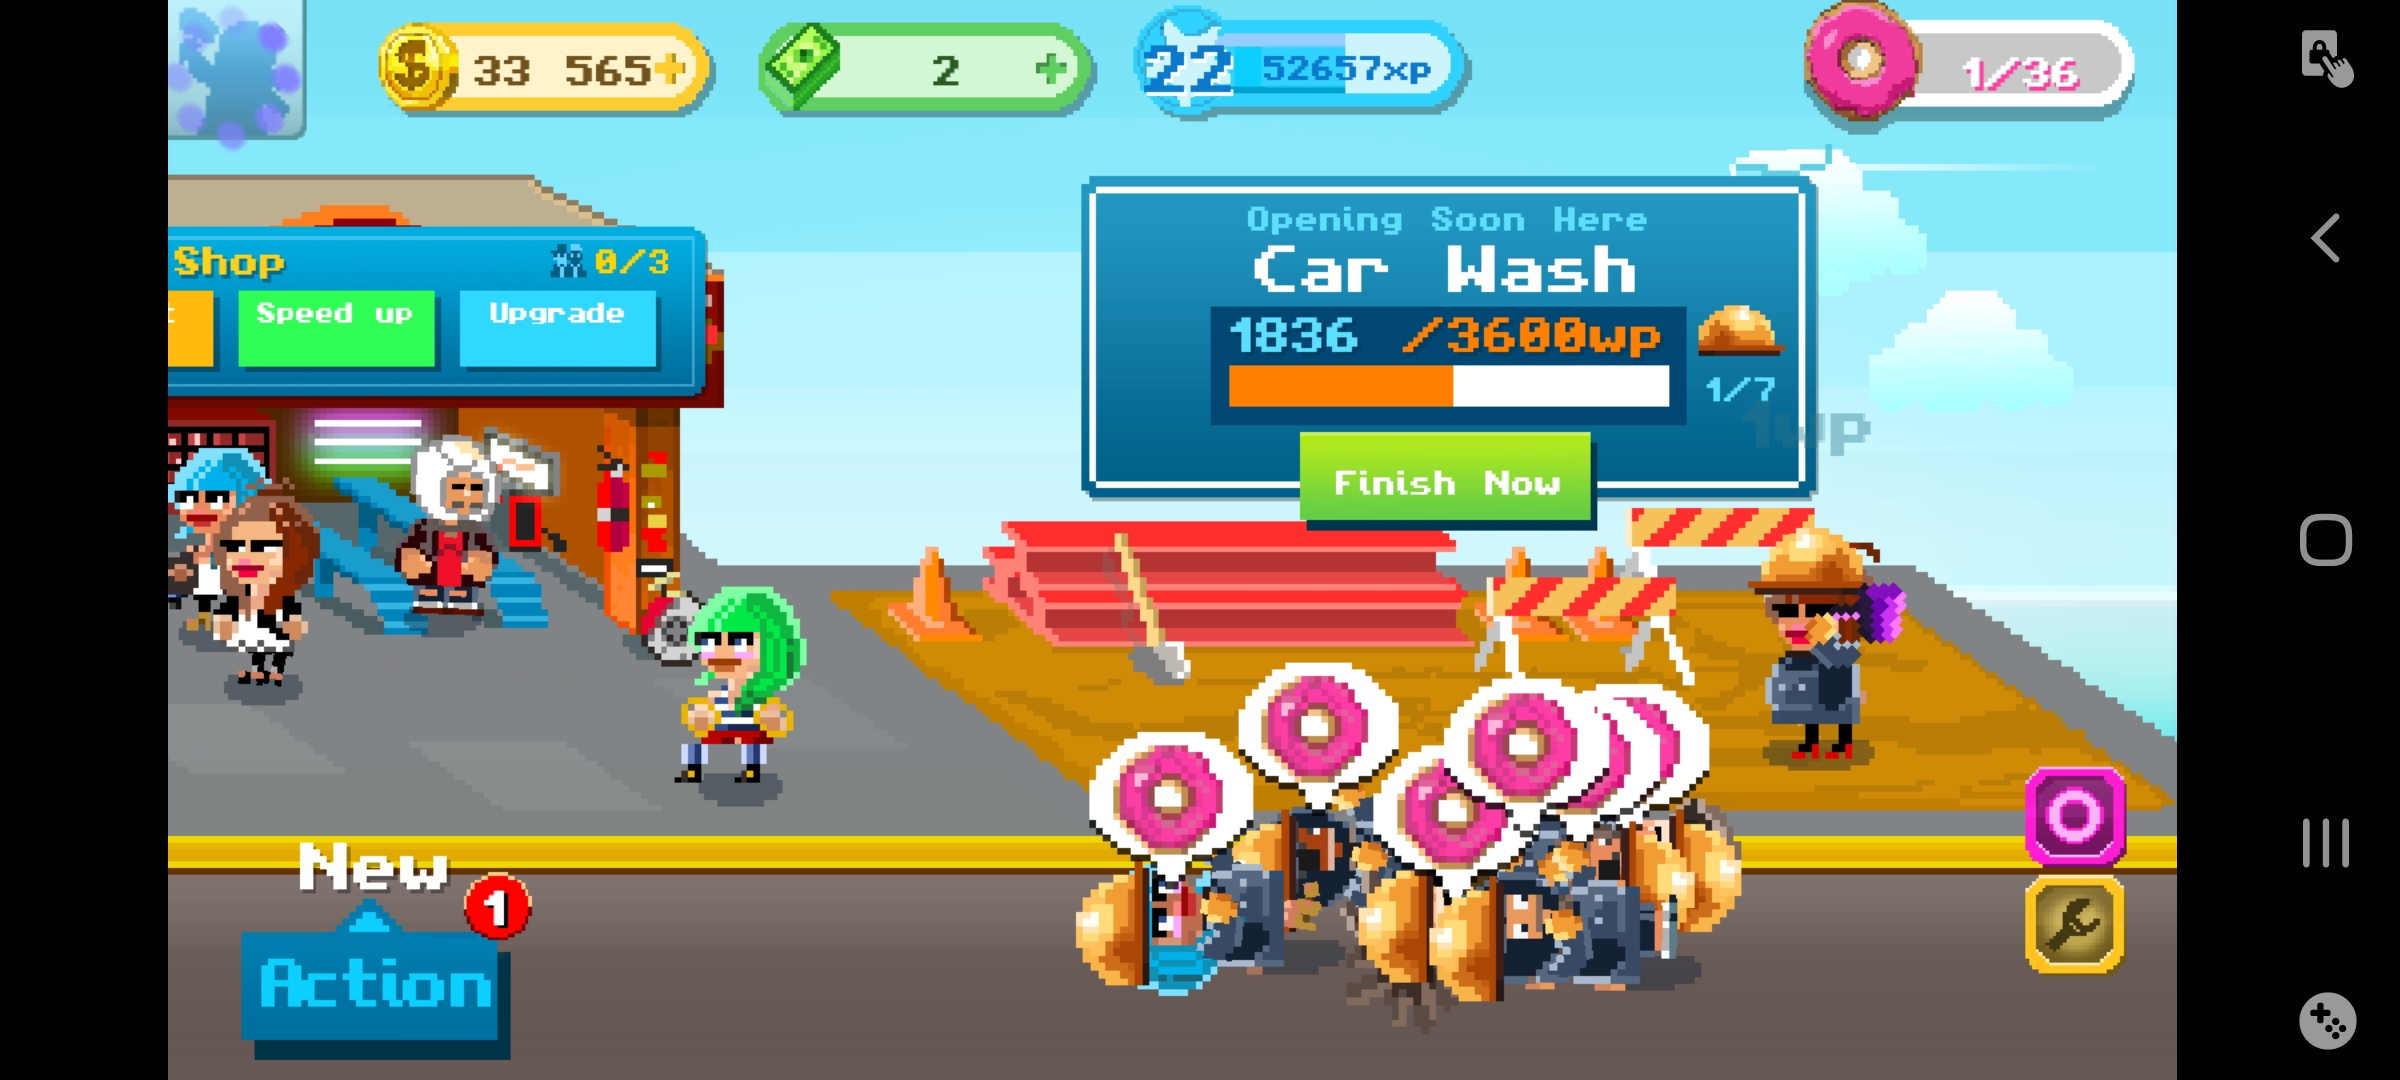 33 565+
2 +
22 52657xp
1/36
Shop 0/3
Speed up
Upgrade
Opening Soon Here
Car Wash
1836 /3600wp
1/7
1wp
Finish Now
New
1
Action